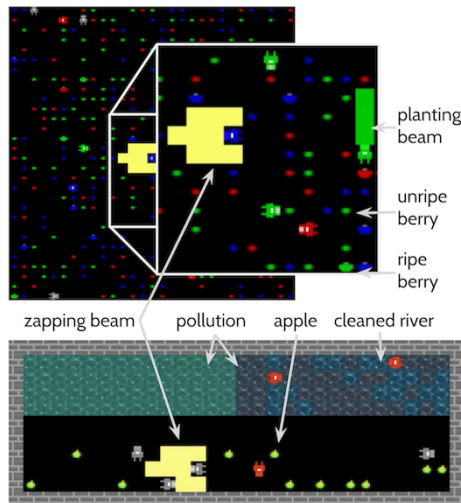 planting
beam
unripe
berry
ripe
berry
zapping beam
pollution
apple
cleaned river